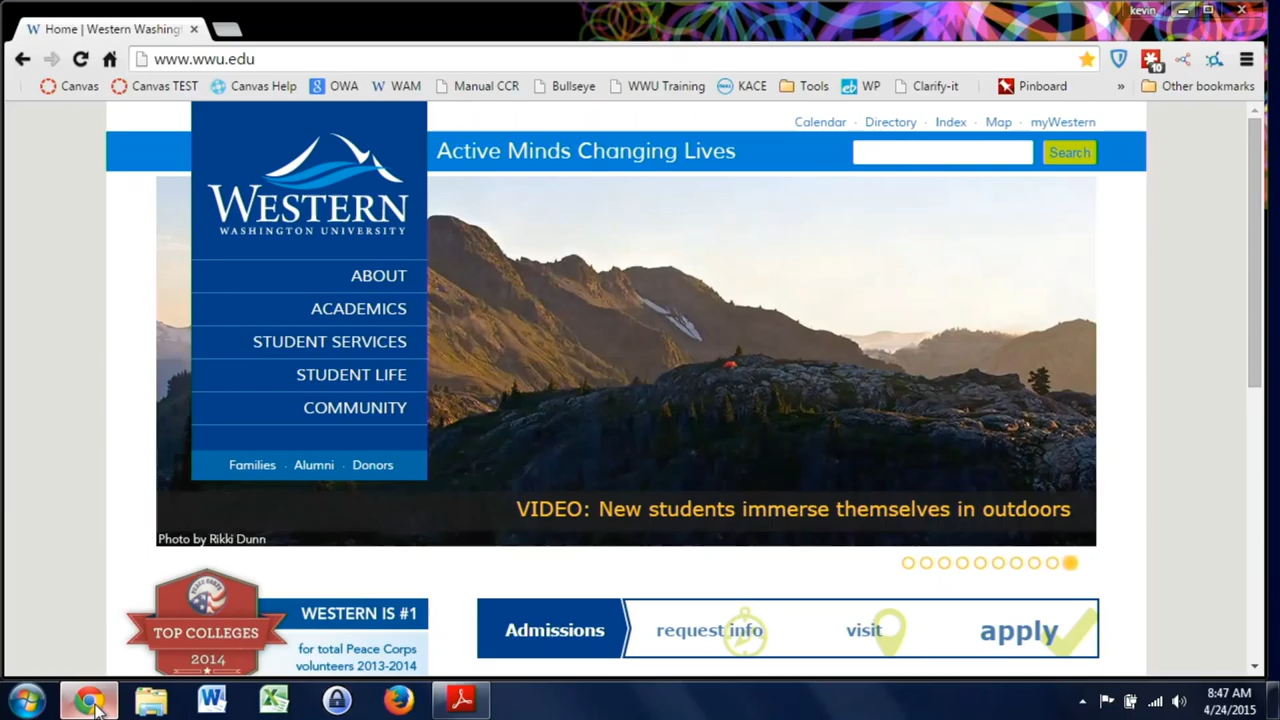 kevin
Home | Western Washingt
www.wwu.edu
10
Canvas Canvas TEST Canvas Help OWA WAM Manual CCR Bullseye WWU Training KACE Tools WP Clarify-it Pinboard » Other bookmarks
Calendar · Directory · Index · Map · myWestern
Active Minds Changing Lives Search
WESTERN
WASHINGTON UNIVERSITY
ABOUT
ACADEMICS
STUDENT SERVICES
STUDENT LIFE
COMMUNITY
Families · Alumni · Donors
VIDEO: New students immerse themselves in outdoors
Photo by Rikki Dunn
PEACE CORPS
TOP COLLEGES
2014
WESTERN IS #1
for total Peace Corps
volunteers 2013-2014
Admissions request info visit apply
8:47 AM
4/24/2015